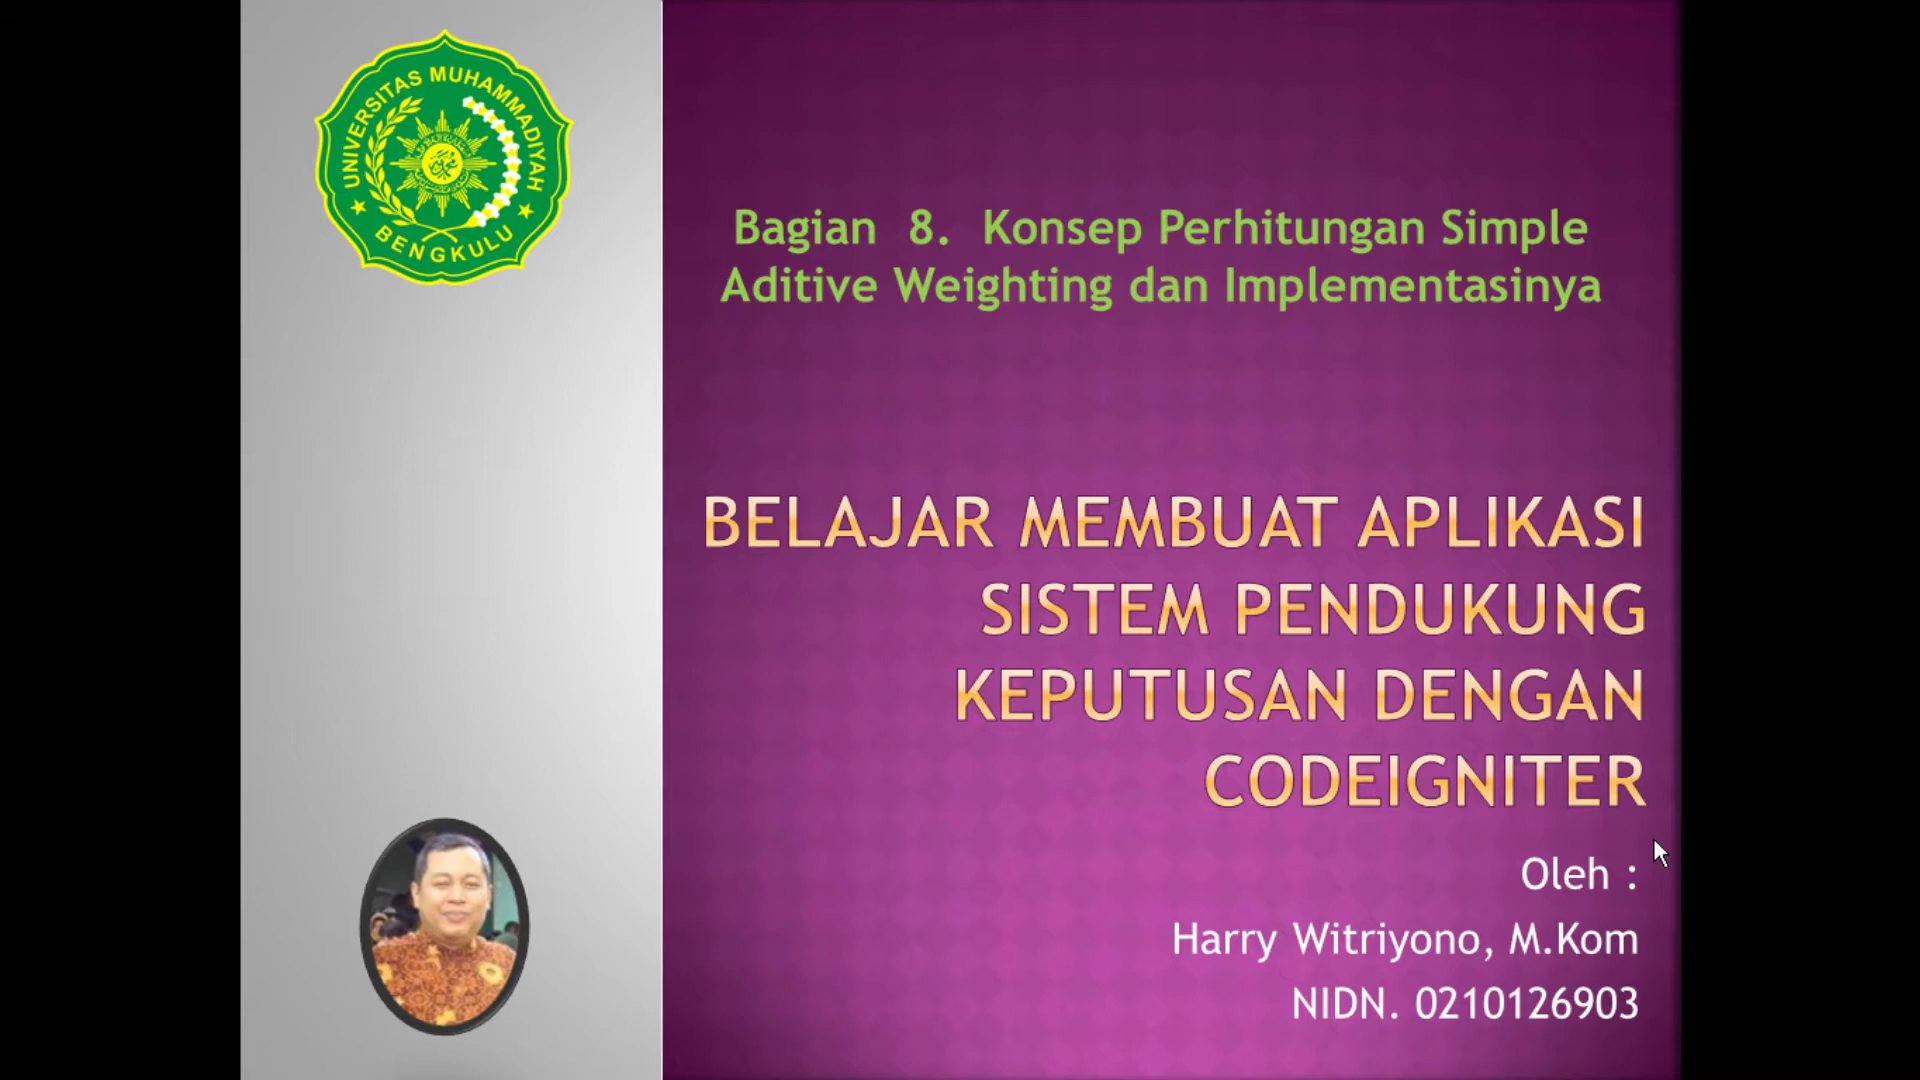 UNIVERSITAS MUHAMMADIYAH
BENGKULU
Bagian 8. Konsep Perhitungan Simple
Aditive Weighting dan Implementasinya
BELAJAR MEMBUAT APLIKASI
SISTEM PENDUKUNG
KEPUTUSAN DENGAN
CODEIGNITER
Oleh :
Harry Witriyono, M.Kom
NIDN. 0210126903